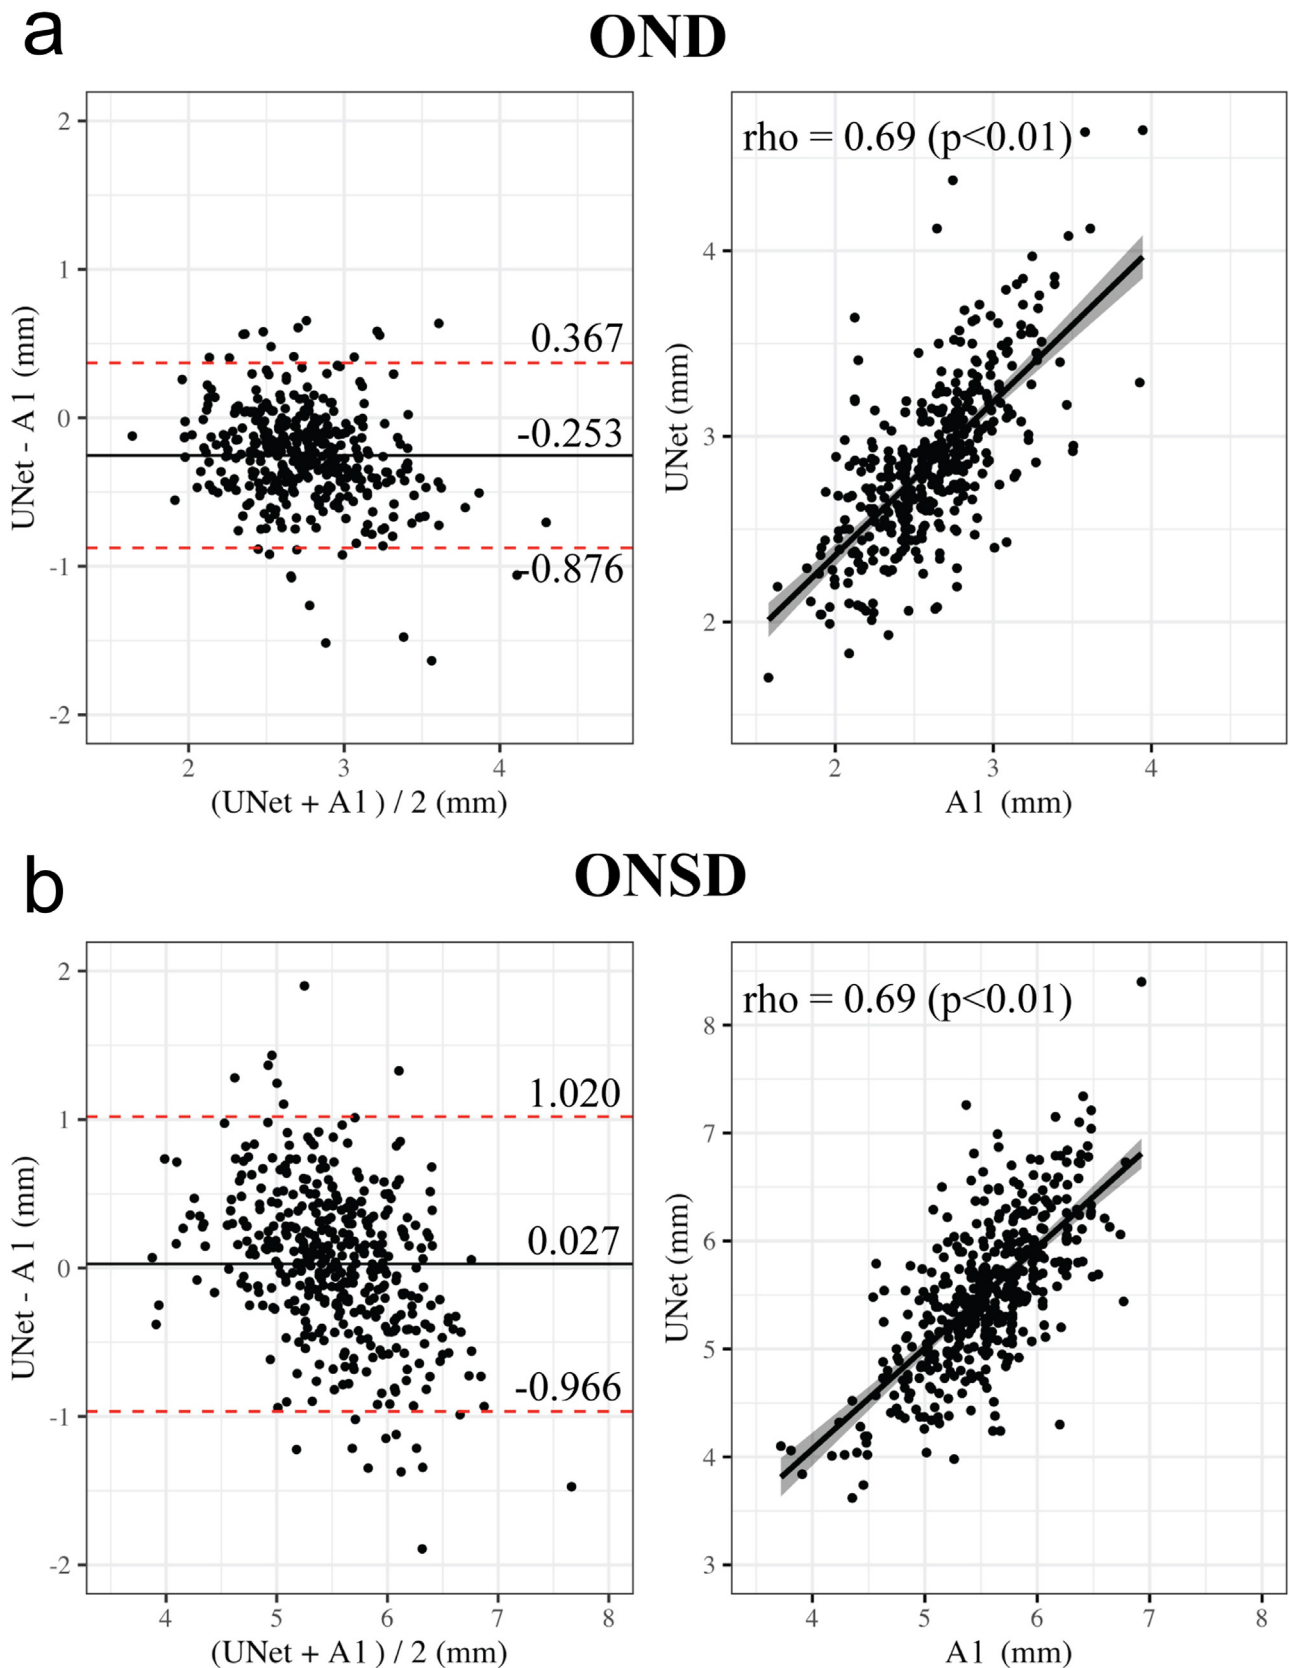 a
OND
2
1
0
-1
-2
UNet - A1 (mm)
0.367
-0.253
-0.876
2
3
4
(UNet + A1 ) / 2 (mm)
rho = 0.69 (p<0.01)
4
3
2
UNet (mm)
2
3
4
A1 (mm)
b
ONSD
2
1
0
-1
-2
UNet - A1 (mm)
1.020
0.027
-0.966
4
5
6
7
8
(UNet + A1 ) / 2 (mm)
rho = 0.69 (p<0.01)
8
7
6
5
4
3
UNet (mm)
4
5
6
7
8
A1 (mm)